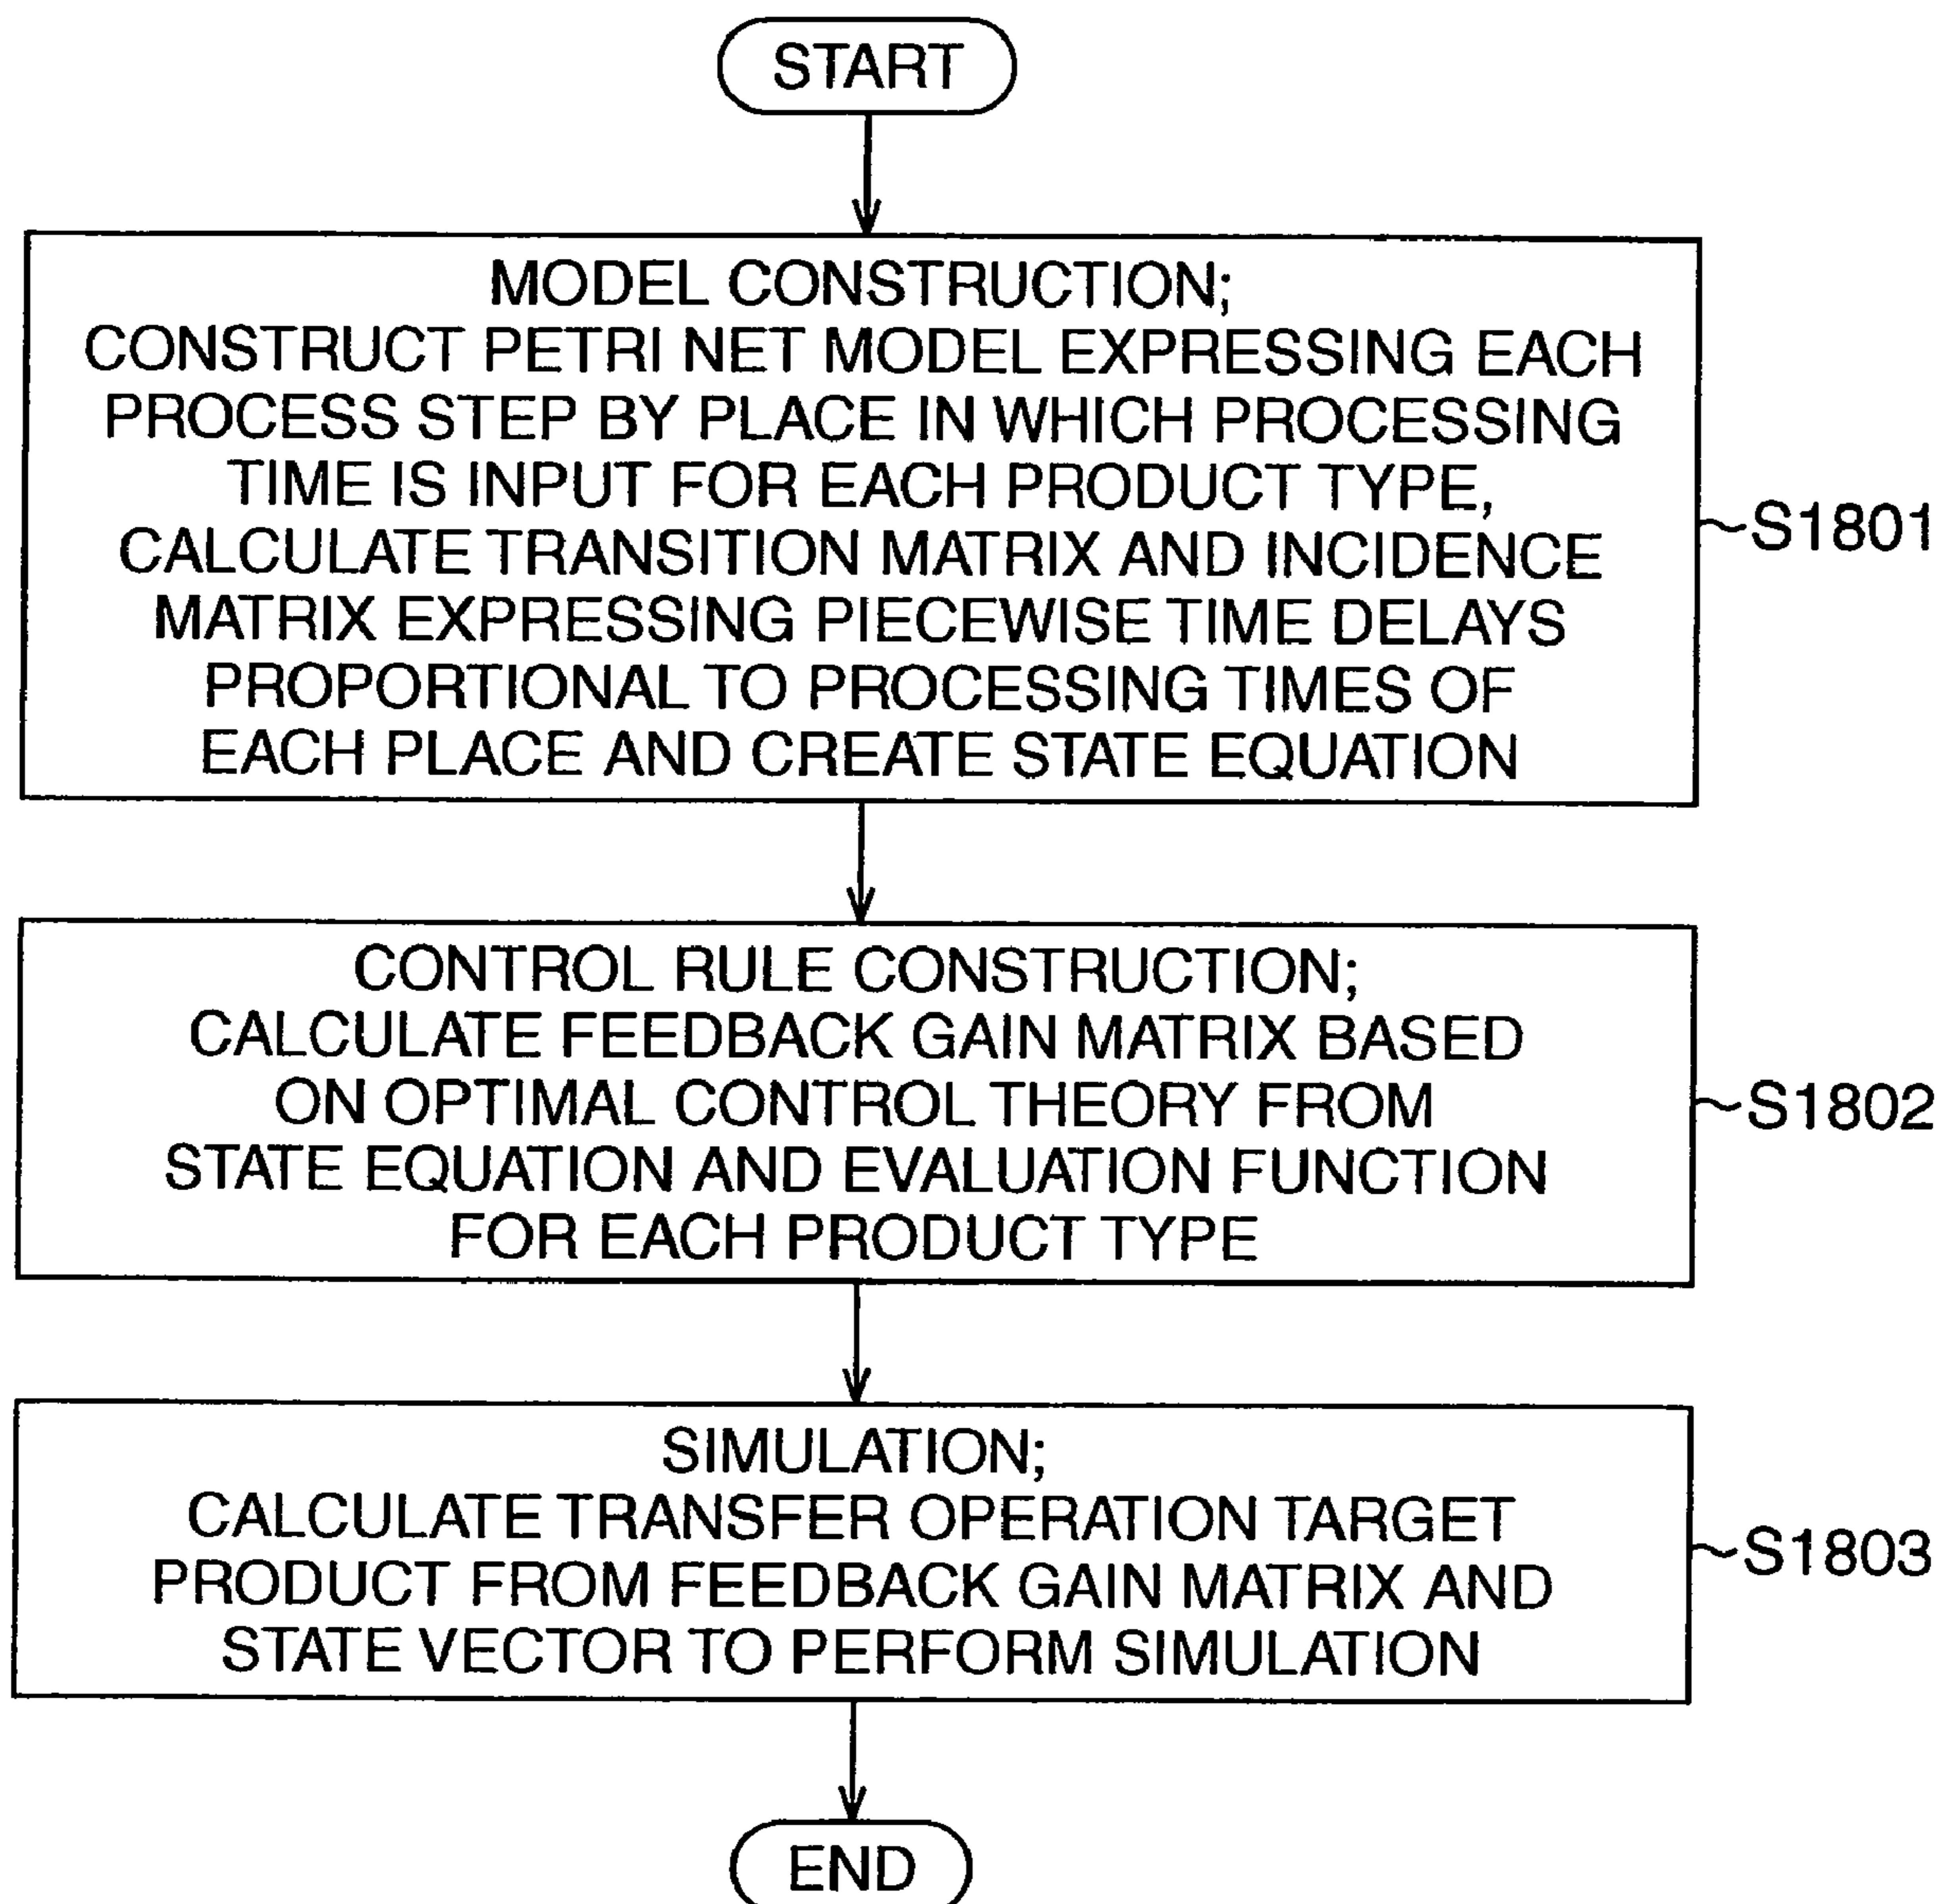 START
MODEL CONSTRUCTION;
CONSTRUCT PETRI NET MODEL EXPRESSING EACH
PROCESS STEP BY PLACE IN WHICH PROCESSING
TIME IS INPUT FOR EACH PRODUCT TYPE,
CALCULATE TRANSITION MATRIX AND INCIDENCE
MATRIX EXPRESSING PIECEWISE TIME DELAYS
PROPORTIONAL TO PROCESSING TIMES OF
EACH PLACE AND CREATE STATE EQUATION
S1801
CONTROL RULE CONSTRUCTION;
CALCULATE FEEDBACK GAIN MATRIX BASED
ON OPTIMAL CONTROL THEORY FROM
STATE EQUATION AND EVALUATION FUNCTION
FOR EACH PRODUCT TYPE
S1802
SIMULATION;
CALCULATE TRANSFER OPERATION TARGET
PRODUCT FROM FEEDBACK GAIN MATRIX AND
STATE VECTOR TO PERFORM SIMULATION
S1803
END